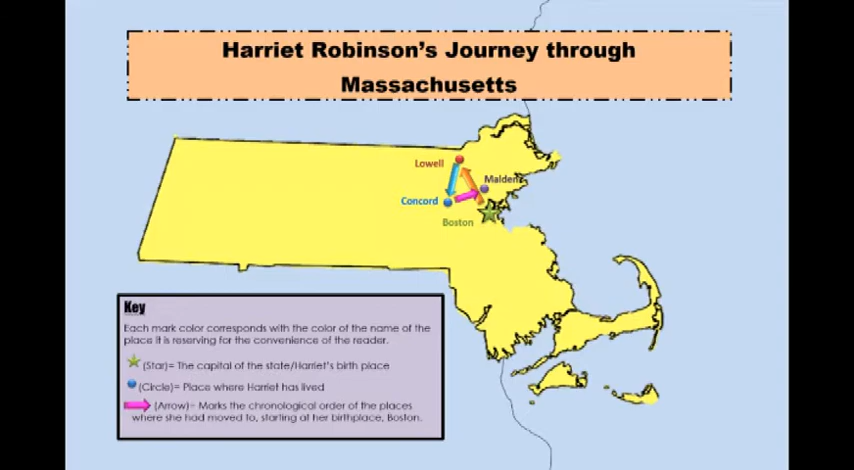 Harriet Robinson's Journey through
Massachusetts
Lowell
Malden
Concord
Boston
Key
Each mark color corresponds with the color of the name of the
place it is reserving for the convenience of the reader.
(Star)= The capital of the state/Harriet's birth place
(Circle)= Place where Harriet has lived
(Arrow)= Marks the chronological order of the places
where she had moved to, starting at her birthplace, Boston.